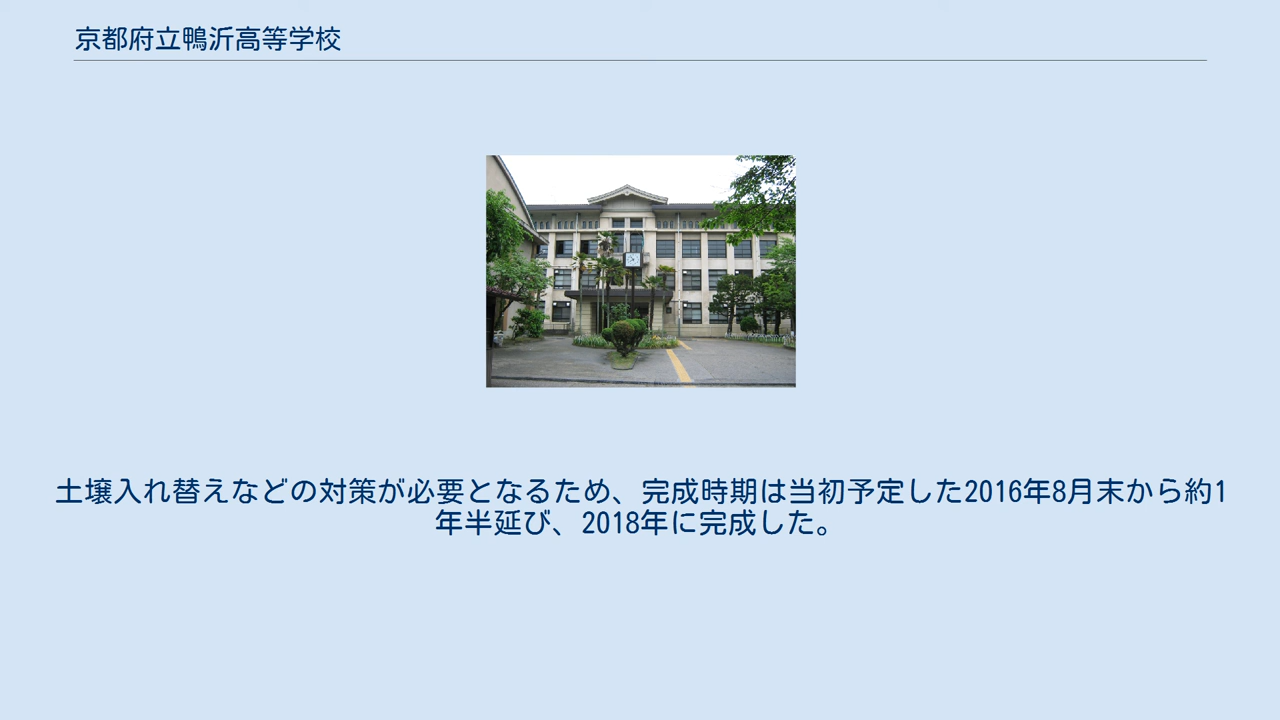 京都府立鴨沂高等学校
土壌入れ替えなどの対策が必要となるため、完成時期は当初予定した2016年8月末から約1
年半延び、2018年に完成した。